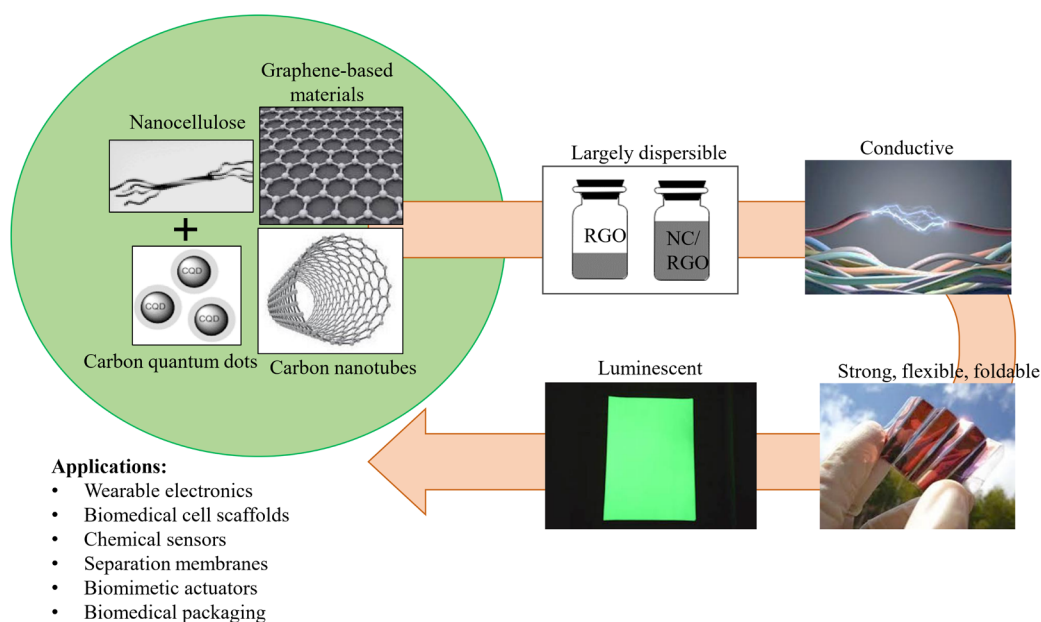 Graphene-based
materials
Nanocellulose
+
CQD
CQD
CQD
Carbon quantum dots
Carbon nanotubes
Largely dispersible
RGO
NC/
RGO
Conductive
Strong, flexible, foldable
Luminescent
Applications:
• Wearable electronics
• Biomedical cell scaffolds
• Chemical sensors
• Separation membranes
• Biomimetic actuators
• Biomedical packaging